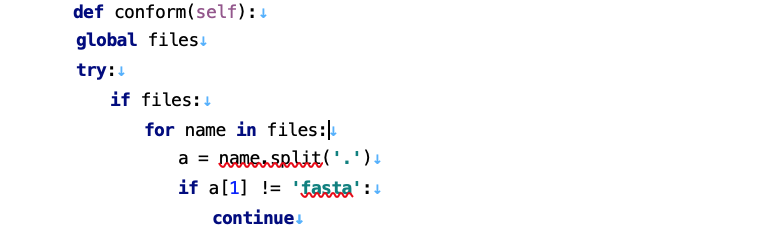 def conform(self):↓
global files↓
try:↓
if files:↓
for name in files:↓
a = name.split('.')↓
if a[1] != 'fasta':↓
continue↓